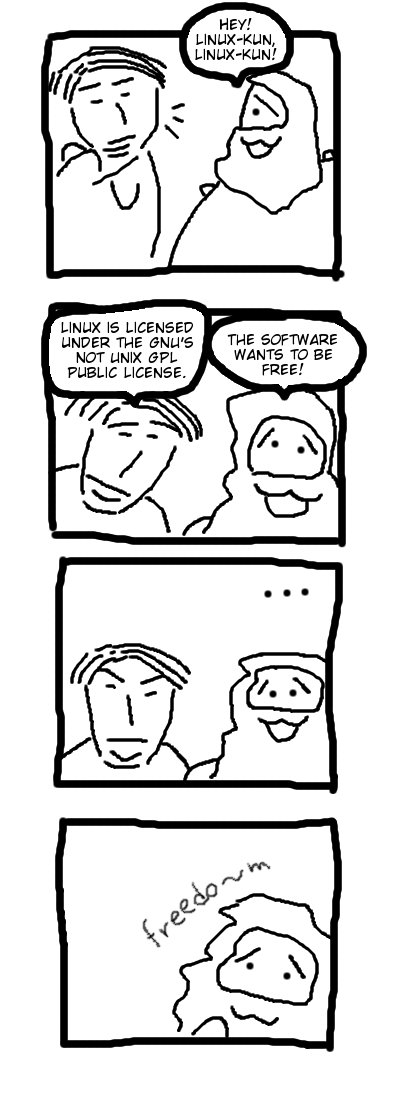 HEY!
LINUX-KUN,
LINUX-KUN!
LINUX IS LICENSED
UNDER THE GNU'S
NOT UNIX GPL
PUBLIC LICENSE.
THE SOFTWARE
WANTS TO BE
FREE!
...
freedo~m